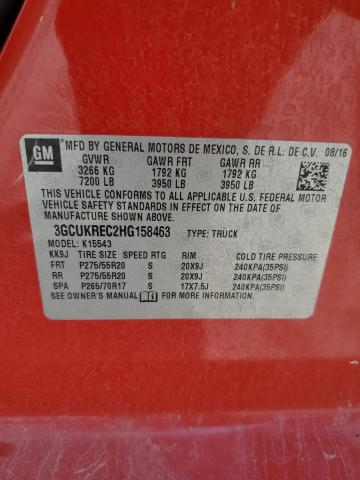 GM
MFD BY GENERAL MOTORS DE MEXICO, S. DE R.L. DE C.V. 08/16
GVWR GAWR FRT GAWR RR
3266 KG 1792 KG 1792 KG
7200 LB 3950 LB 3950 LB
THIS VEHICLE CONFORMS TO ALL APPLICABLE U.S. FEDERAL MOTOR
VEHICLE SAFETY STANDARDS IN EFFECT ON THE DATE OF
MANUFACTURE SHOWN ABOVE.
3GCUKREC2HG158463 TYPE: TRUCK
MODEL: K15543
KK9J TIRE SIZE SPEED RTG RIM COLD TIRE PRESSURE
FRT P275/55R20 S 20X9J 240KPA(35PSI)
RR P275/55R20 S 20X9J 240KPA(35PSI)
SPA P265/70R17 S 17X7.5J 240KPA(35PSI)
SEE OWNER'S MANUAL FOR MORE INFORMATION.